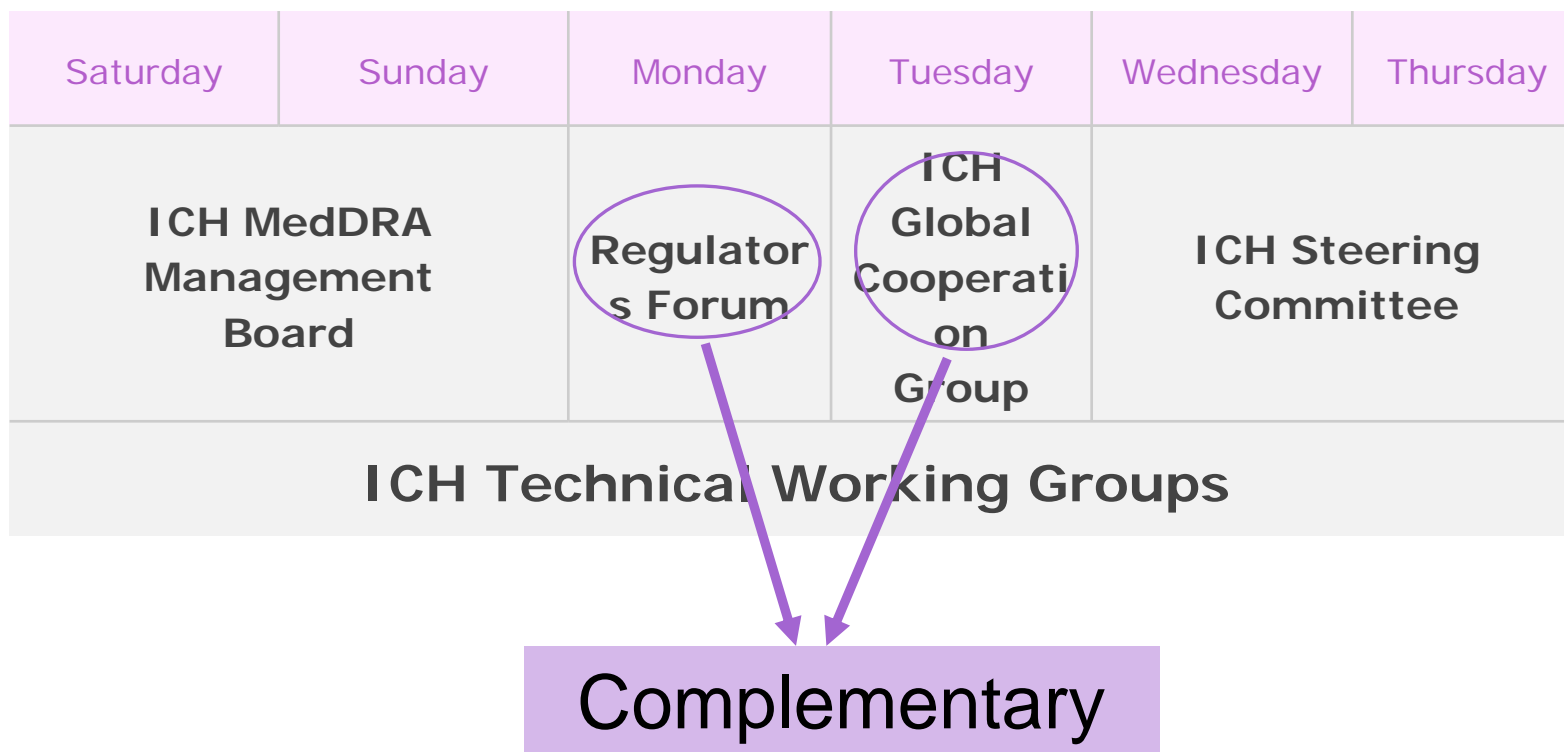 Saturday Sunday Monday Tuesday Wednesday Thursday
ICH MedDRA
Management
Board
Regulator
s Forum
ICH
Global
Cooperati
on
Group
ICH Steering
Committee
ICH Technical Working Groups
Complementary